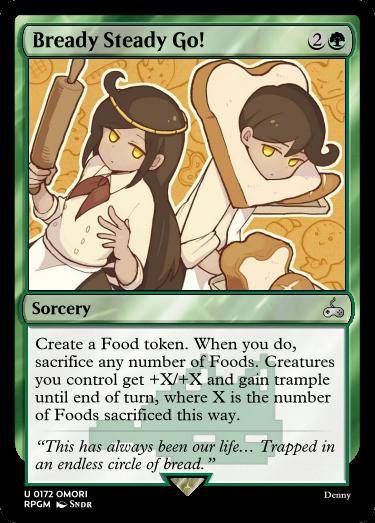 Bready Steady Go! 2
Sorcery
Create a Food token. When you do,
sacrifice any number of Foods. Creatures
you control get +X/+X and gain trample
until end of turn, where X is the number
of Foods sacrificed this way.
“This has always been our life… Trapped in
an endless circle of bread.”
U 0172 OMORI
RPGM SNDR
Denny